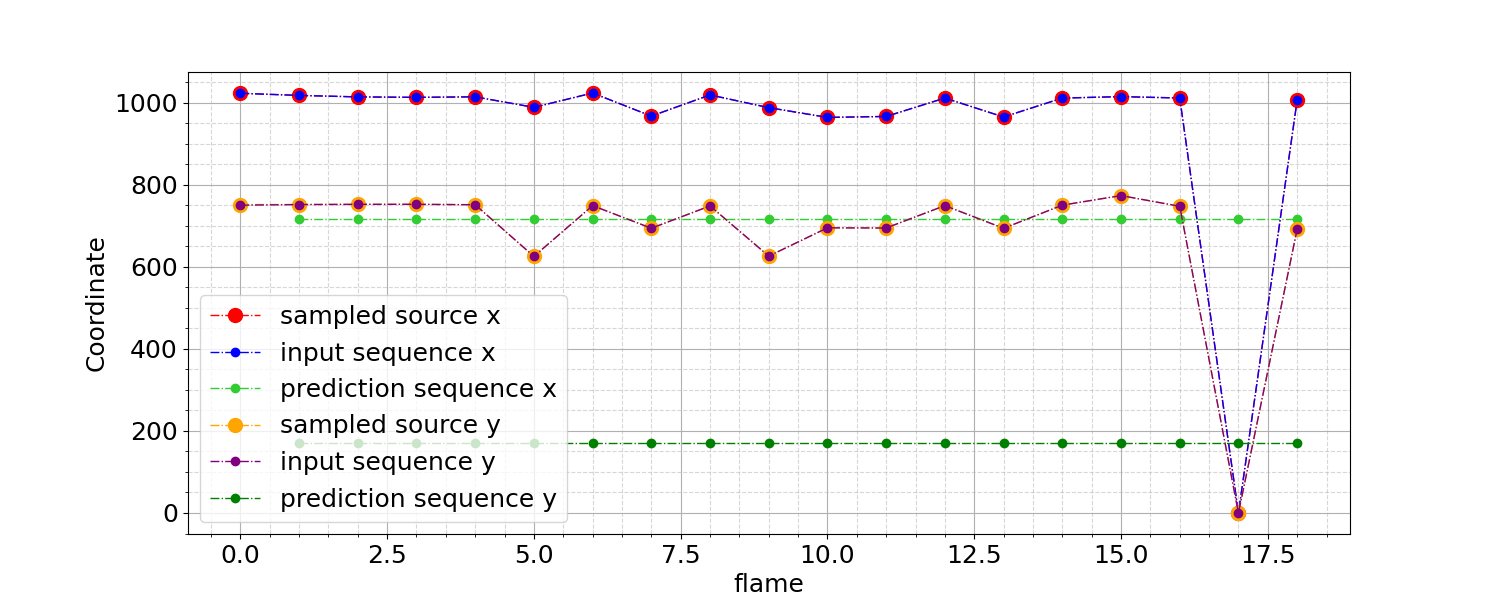 1000
800
600
400
200
0
Coordinate
sampled source x
input sequence x
prediction sequence x
sampled source y
input sequence y
prediction sequence y
0.0 2.5 5.0 7.5 10.0 12.5 15.0 17.5
flame